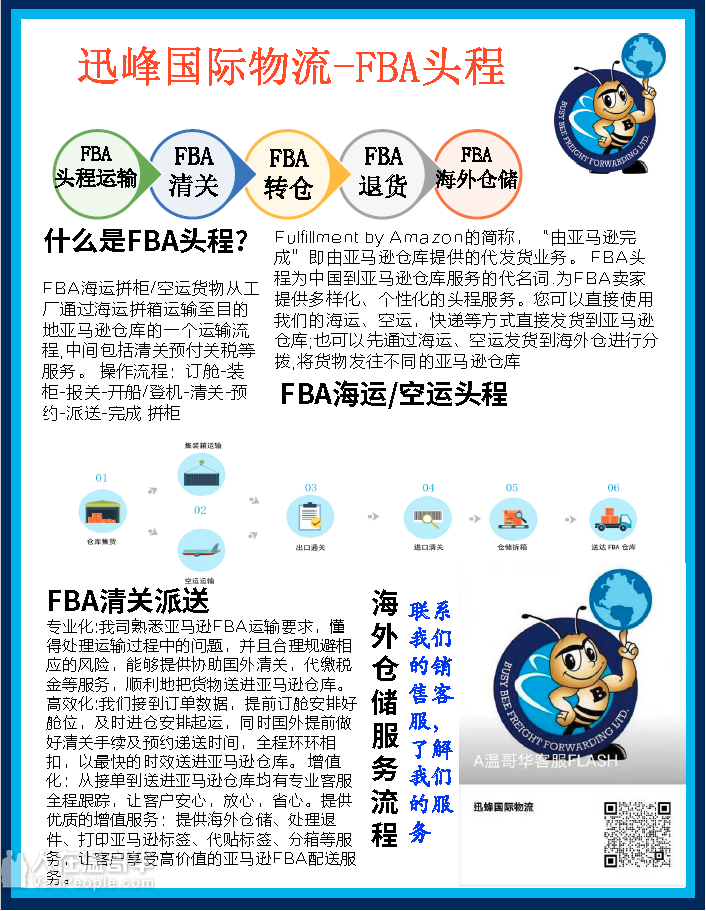 迅峰国际物流-FBA头程
BUSY BEE FREIGHT FORWARDING LTD.
B
FBA
头程运输
FBA
清关
FBA
转仓
FBA
退货
FBA
海外仓储
什么是FBA头程?
FBA海运拼柜/空运货物从工
厂通过海运拼箱运输至目的
地亚马逊仓库的一个运输流
程,中间包括清关预付关税等
服务。 操作流程：订舱-装
柜-报关-开船/登机-清关-预
约-派送-完成 拼柜
Fulfillment by Amazon的简称， “由亚马逊完
成”即由亚马逊仓库提供的代发货业务。 FBA头
程为中国到亚马逊仓库服务的代名词.为FBA卖家
提供多样化、个性化的头程服务。您可以直接使用
我们的海运、空运，快递等方式直接发货到亚马逊
仓库;也可以先通过海运、空运发货到海外仓进行分
拨,将货物发往不同的亚马逊仓库
FBA海运/空运头程
01
仓库集货
集装箱运输
02
空运运输
03
出口通关
04
进口清关
05
仓储拆箱
06
送达 FBA 仓库
FBA清关派送
专业化:我司熟悉亚马逊FBA运输要求，懂
得处理运输过程中的问题，并且合理规避相
应的风险，能够提供协助国外清关，代缴税
金等服务，顺利地把货物送进亚马逊仓库。
高效化:我们接到订单数据，提前订舱安排好
舱位，及时进仓安排起运，同时国外提前做
好清关手续及预约递送时间，全程环环相
扣，以最快的时效送进亚马逊仓库。增值
化：从接单到送进亚马逊仓库均有专业客服
全程跟踪，让客户安心，放心，省心。提供
优质的增值服务：提供海外仓储、处理退
件、打印亚马逊标签、代贴标签、分箱等服
务，让客户享受高价值的亚马逊FBA配送服
务。
海外仓储服务流程
联系
我们
的销
售客
服，
了解
我们
的服
务
BUSY BEE FREIGHT FORWARDING LTD.
B
A温哥华客服FLASH
迅蜂国际物流
人在温哥华
VanPeople.com